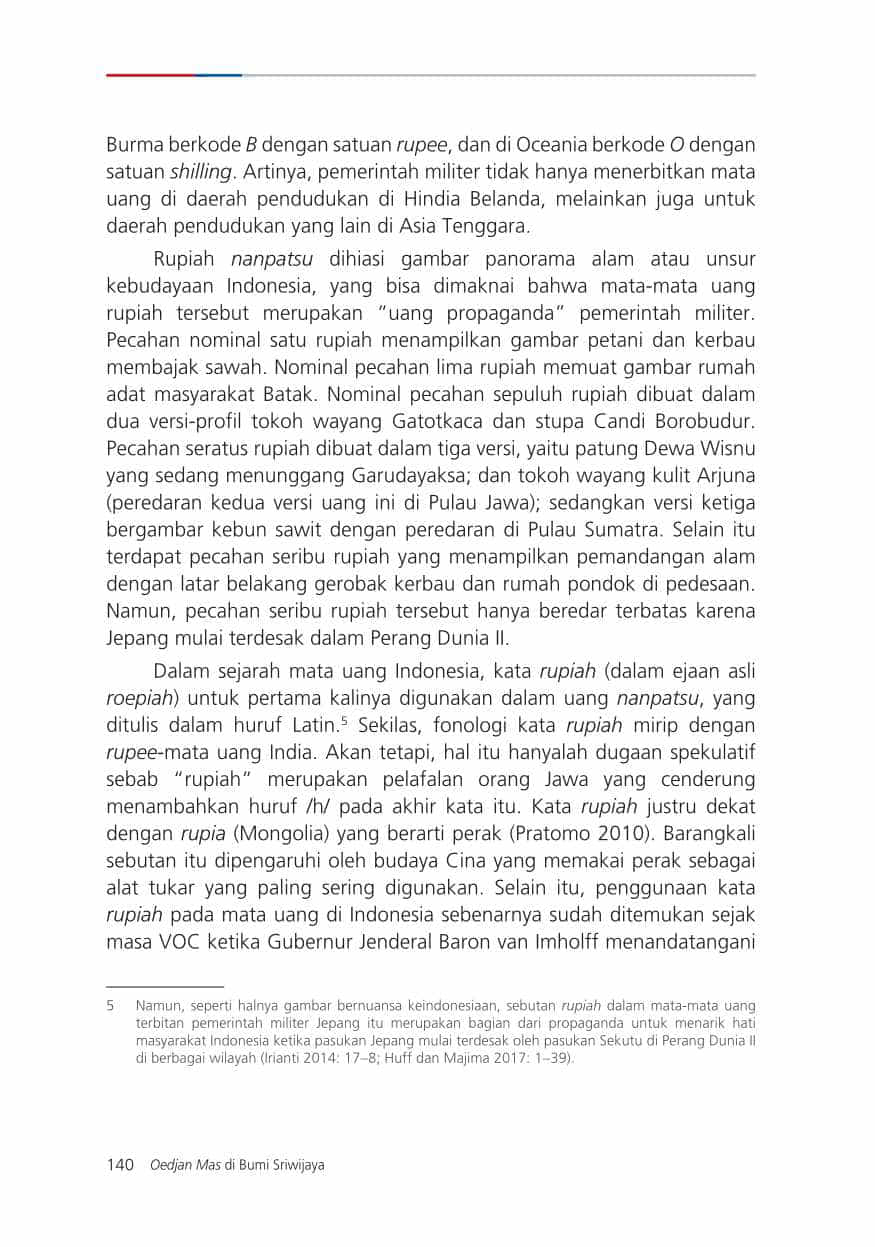 Burma berkode B dengan satuan rupee, dan di Oceania berkode O dengan
satuan shilling. Artinya, pemerintah militer tidak hanya menerbitkan mata
uang di daerah pendudukan di Hindia Belanda, melainkan juga untuk
daerah pendudukan yang lain di Asia Tenggara.
Rupiah nanpatsu dihiasi gambar panorama alam atau unsur
kebudayaan Indonesia, yang bisa dimaknai bahwa mata-mata uang
rupiah tersebut merupakan “uang propaganda” pemerintah militer.
Pecahan nominal satu rupiah menampilkan gambar petani dan kerbau
membajak sawah. Nominal pecahan lima rupiah memuat gambar rumah
adat masyarakat Batak. Nominal pecahan sepuluh rupiah dibuat dalam
dua versi-profil tokoh wayang Gatotkaca dan stupa Candi Borobudur.
Pecahan seratus rupiah dibuat dalam tiga versi, yaitu patung Dewa Wisnu
yang sedang menunggang Garudayaksa; dan tokoh wayang kulit Arjuna
(peredaran kedua versi uang ini di Pulau Jawa); sedangkan versi ketiga
bergambar kebun sawit dengan peredaran di Pulau Sumatra. Selain itu
terdapat pecahan seribu rupiah yang menampilkan pemandangan alam
dengan latar belakang gerobak kerbau dan rumah pondok di pedesaan.
Namun, pecahan seribu rupiah tersebut hanya beredar terbatas karena
Jepang mulai terdesak dalam Perang Dunia II.
Dalam sejarah mata uang Indonesia, kata rupiah (dalam ejaan asli
roepiah) untuk pertama kalinya digunakan dalam uang nanpatsu, yang
ditulis dalam huruf Latin.5 Sekilas, fonologi kata rupiah mirip dengan
rupee-mata uang India. Akan tetapi, hal itu hanyalah dugaan spekulatif
sebab “rupiah” merupakan pelafalan orang Jawa yang cenderung
menambahkan huruf /h/ pada akhir kata itu. Kata rupiah justru dekat
dengan rupia (Mongolia) yang berarti perak (Pratomo 2010). Barangkali
sebutan itu dipengaruhi oleh budaya Cina yang memakai perak sebagai
alat tukar yang paling sering digunakan. Selain itu, penggunaan kata
rupiah pada mata uang di Indonesia sebenarnya sudah ditemukan sejak
masa VOC ketika Gubernur Jenderal Baron van Imholff menandatangani
5 Namun, seperti halnya gambar bernuansa keindonesiaan, sebutan rupiah dalam mata-mata uang
terbitan pemerintah militer Jepang itu merupakan bagian dari propaganda untuk menarik hati
masyarakat Indonesia ketika pasukan Jepang mulai terdesak oleh pasukan Sekutu di Perang Dunia II
di berbagai wilayah (Irianti 2014: 17–8; Huff dan Majima 2017: 1–39).
140 Oedjan Mas di Bumi Sriwijaya